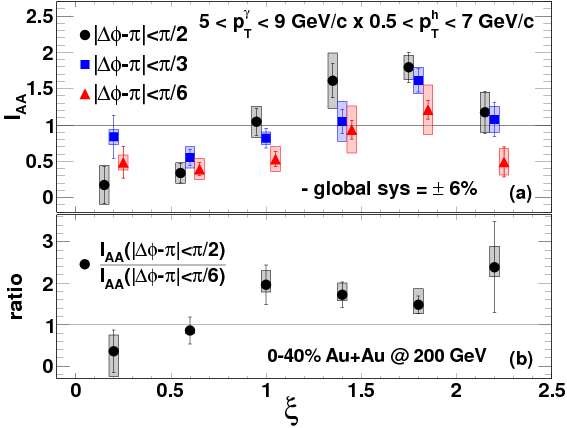 5 < p_T^γ < 9 GeV/c x 0.5 < p_T^h < 7 GeV/c
|Δϕ-π|<π/2
|Δϕ-π|<π/3
|Δϕ-π|<π/6
I_AA
2
1.5
1
0.5
0
- global sys = ± 6%
(a)
I_AA(|Δϕ-π|<π/2)
I_AA(|Δϕ-π|<π/6)
ratio
3
2
1
0
0-40% Au+Au @ 200 GeV
(b)
0 0.5 1 1.5 2 2.5
ξ